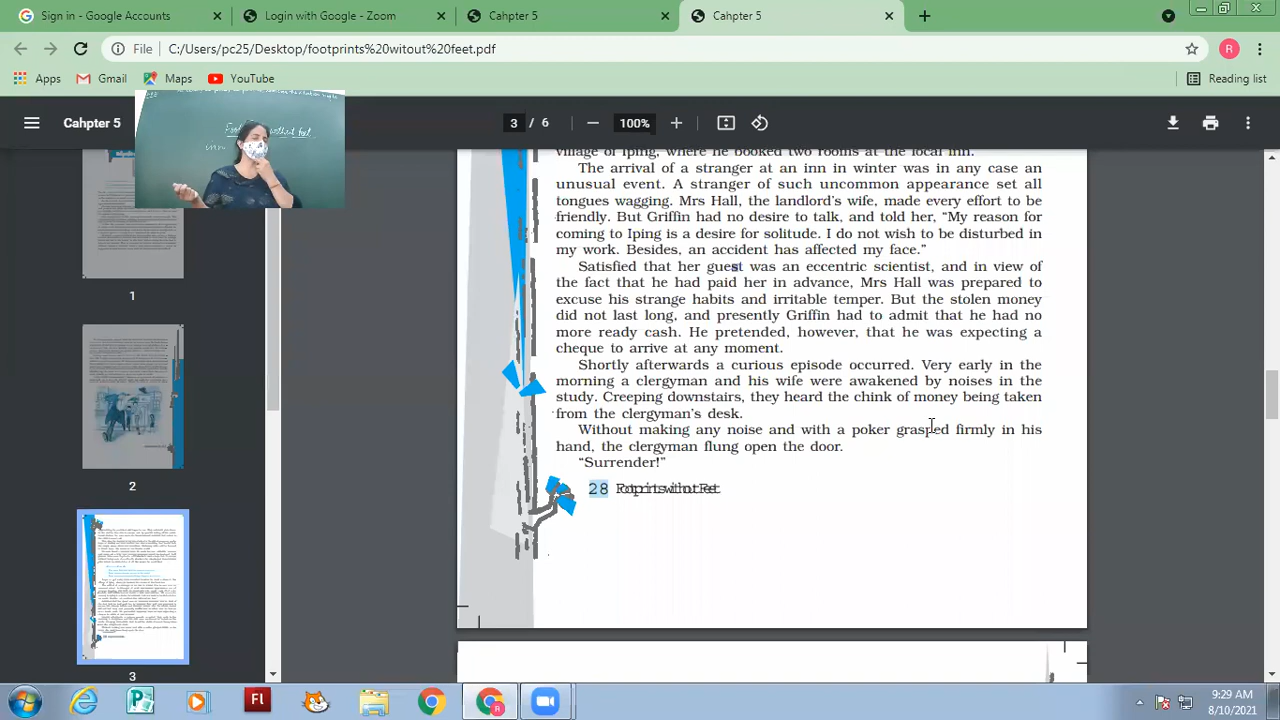 Sign in - Google Accounts
Login with Google - Zoom
Cahpter 5
Cahpter 5
File
C:/Users/pc25/Desktop/footprints%20witout%20feet.pdf
R
Apps
Gmail
Maps
YouTube
Reading list
Cahpter 5
3 / 6
100%
village of Iping, where he booked two rooms at the local inn.
The arrival of a stranger at an inn in winter was in any case an
unusual event. A stranger of such uncommon appearance set all
tongues wagging. Mrs Hall, the landlord’s wife, made every effort to be
friendly. But Griffin had no desire to talk, and told her, “My reason for
coming to Iping is a desire for solitude. I do not wish to be disturbed in
my work. Besides, an accident has affected my face.”
Satisfied that her guest was an eccentric scientist, and in view of
the fact that he had paid her in advance, Mrs Hall was prepared to
excuse his strange habits and irritable temper. But the stolen money
did not last long, and presently Griffin had to admit that he had no
more ready cash. He pretended, however, that he was expecting a
cheque to arrive at any moment.
Shortly afterwards a curious episode occurred. Very early in the
morning a clergyman and his wife were awakened by noises in the
study. Creeping downstairs, they heard the chink of money being taken
from the clergyman’s desk.
Without making any noise and with a poker grasped firmly in his
hand, the clergyman flung open the door.
“Surrender!”
28
1
2
3
9:29 AM
8/10/2021